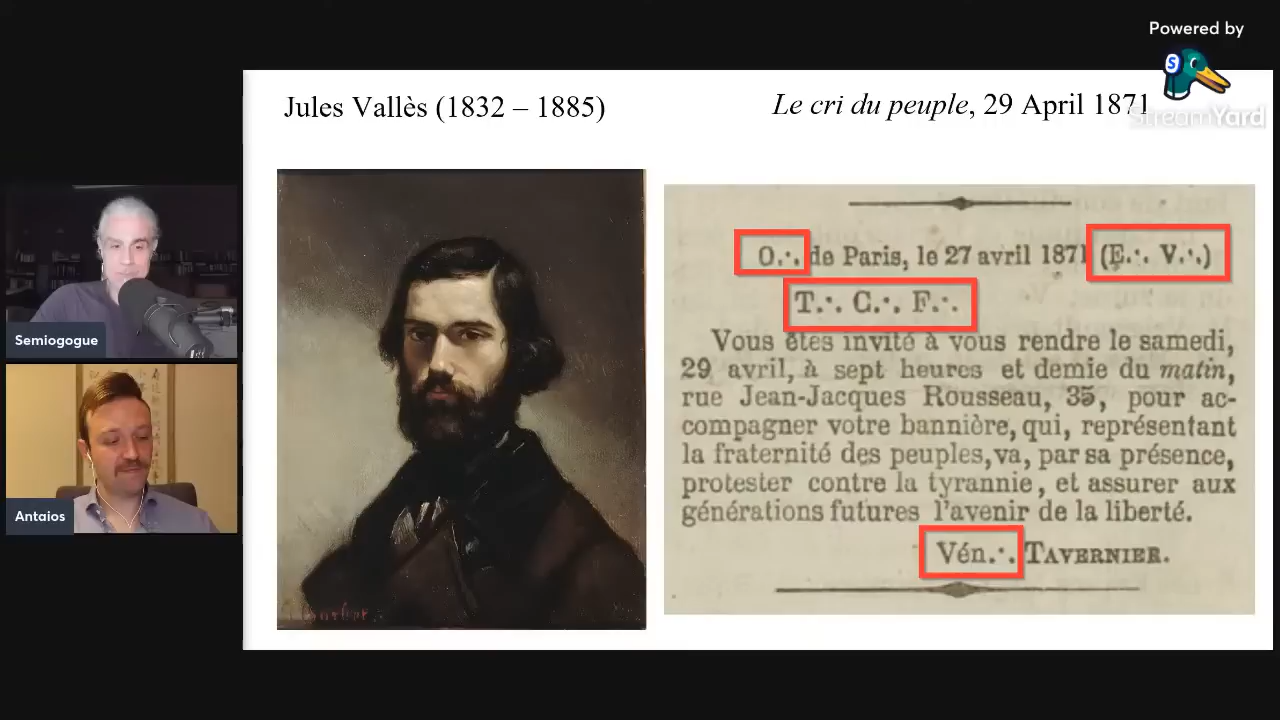 Powered by
S
StreamYard
Jules Vallès (1832 – 1885)
Le cri du peuple, 29 April 1871
O∴ de Paris, le 27 avril 1871 (E∴ V∴)
T∴ C∴ F∴
Vous êtes invité à vous rendre le samedi,
29 avril, à sept heures et demie du matin,
rue Jean-Jacques Rousseau, 35, pour ac-
compagner votre bannière, qui, représentant
la fraternité des peuples, va, par sa présence,
protester contre la tyrannie, et assurer aux
générations futures l'avenir de la liberté.
Vén∴ TAVERNIER.
Semiogogue
Antaios